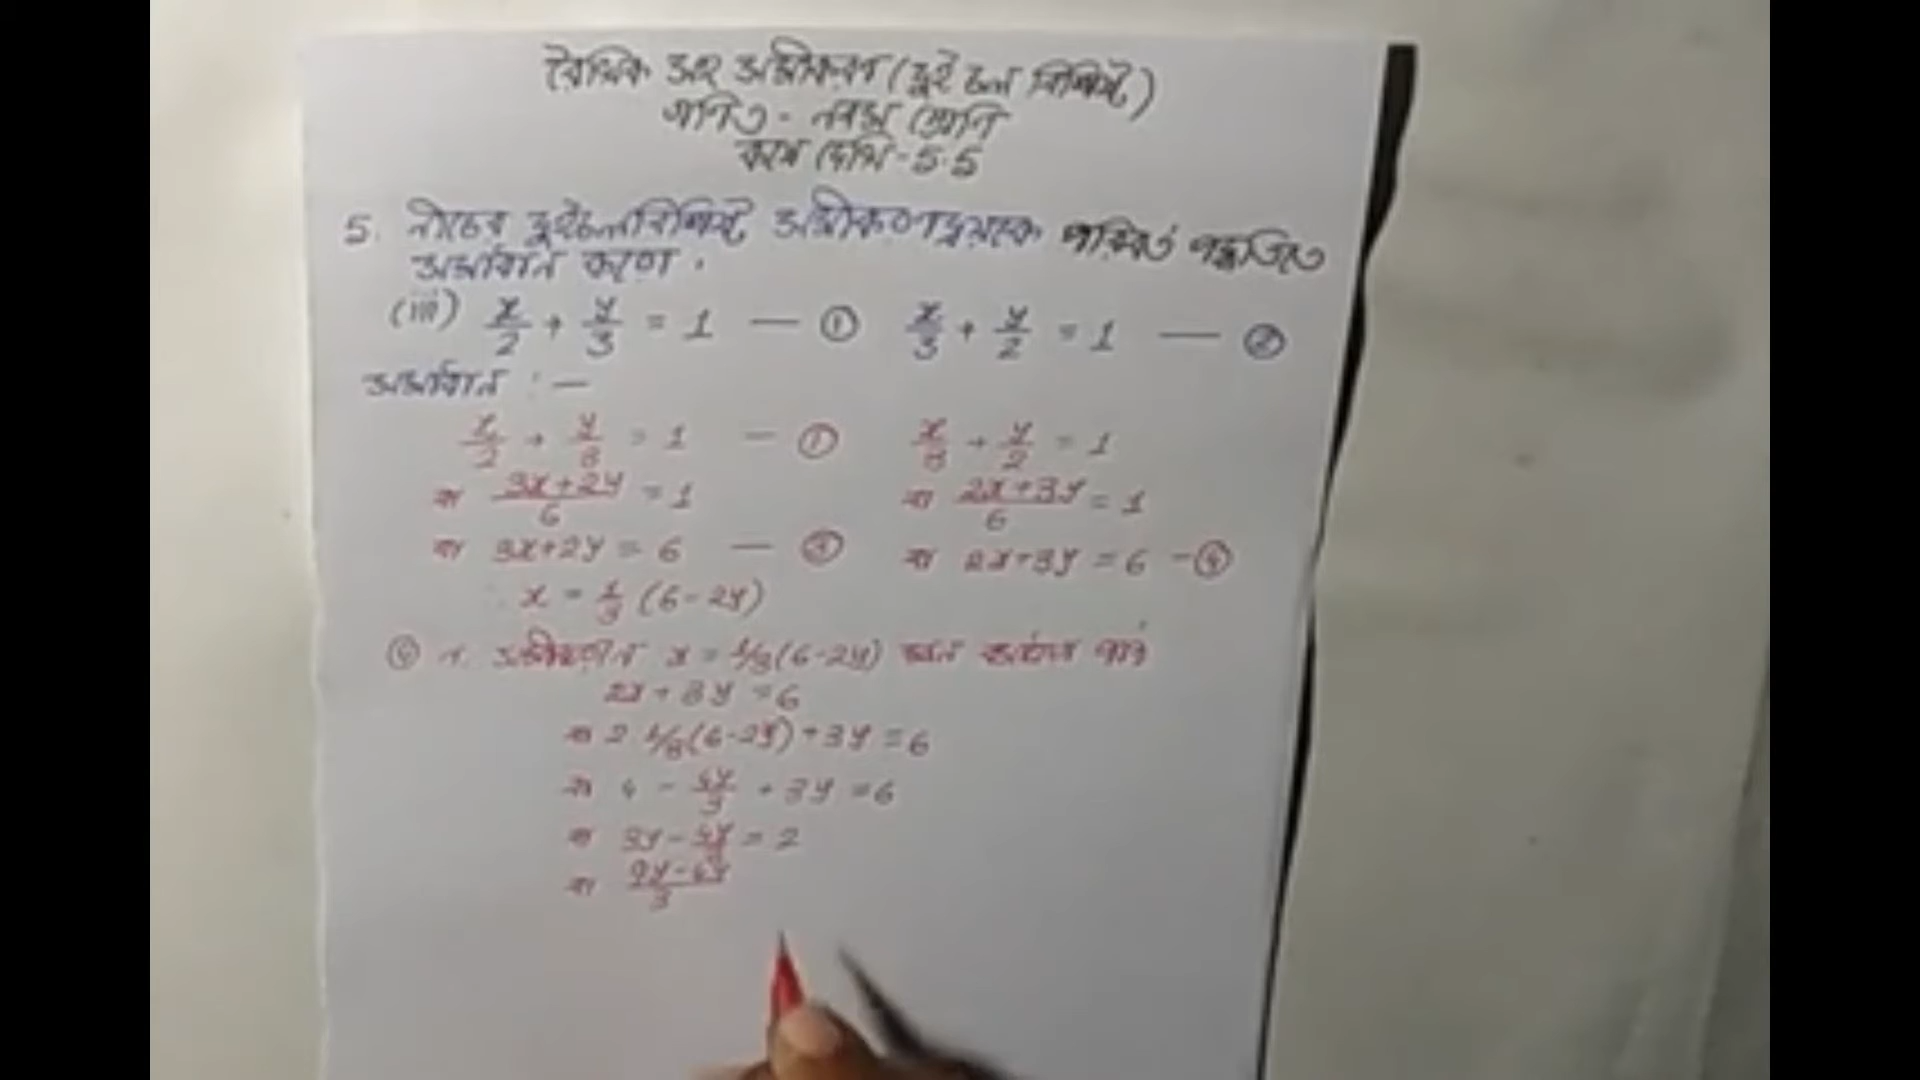 রৈখিক সহ সমীকরণ (দুই চল বিশিষ্ট)
গণিত - নবম শ্রেণি
কষে দেখি - 5.5
5. নীচের দুইচলবিশিষ্ট সমীকরণদ্বয়কে পরিবর্ত পদ্ধতিতে
সমাধান করো .
(iii) x/2 + y/3 = 1 — ① x/3 + y/2 = 1 — ②
সমাধান : —
x/2 + y/3 = 1 — ① x/3 + y/2 = 1
বা (3x+2y)/6 = 1 বা (2x+3y)/6 = 1
বা 3x+2y = 6 — ③ বা 2x+3y = 6 - ④
x = 1/3 (6-2y)
④ নং সমীকরণে x = 1/3(6-2y) মান বসিয়ে পাই
2x + 3y = 6
বা 2 1/3(6-2y) + 3y = 6
বা 4 - 4y/3 + 3y = 6
বা 3y - 4y/3 = 2
বা (9y-4y)/3